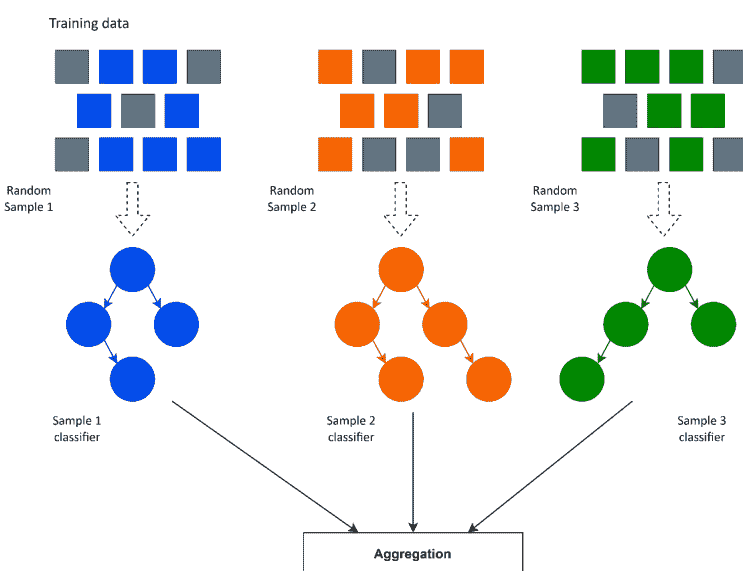 Training data
Random
Sample 1
Random
Sample 2
Random
Sample 3
Sample 1
classifier
Sample 2
classifier
Sample 3
classifier
Aggregation